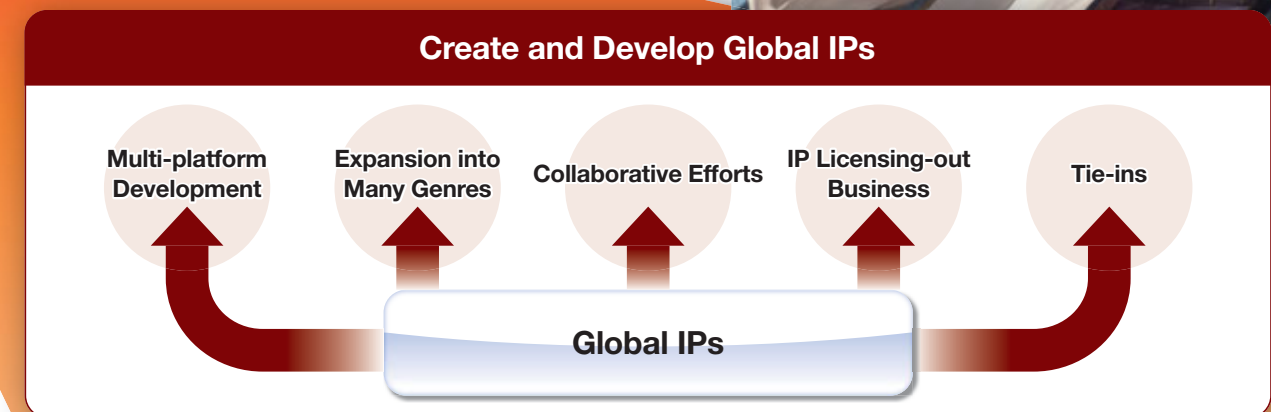 Create and Develop Global IPs
Multi-platform
Development
Expansion into
Many Genres
Collaborative Efforts
IP Licensing-out
Business
Tie-ins
Global IPs